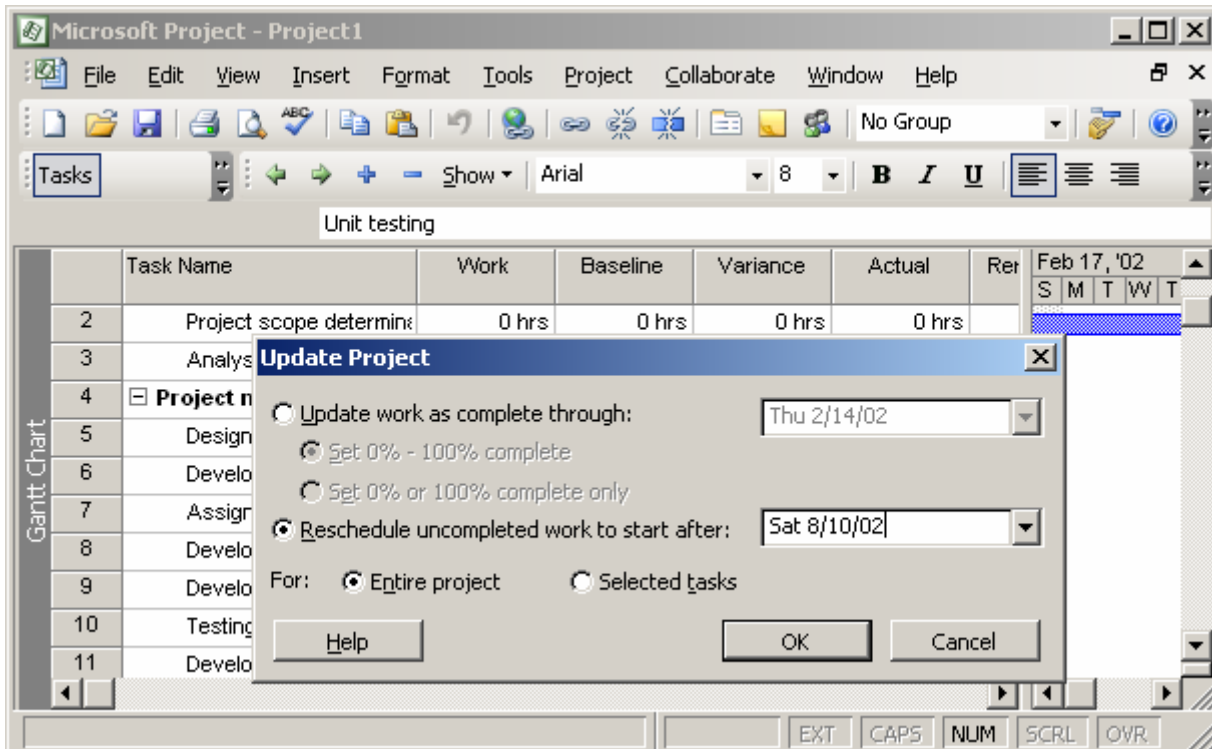 Microsoft Project - Project1
File Edit View Insert Format Tools Project Collaborate Window Help
ABC No Group
Tasks Show Arial 8 B I U
Unit testing
Task Name Work Baseline Variance Actual Rer Feb 17, '02
S M T W T
2 Project scope determina 0 hrs 0 hrs 0 hrs 0 hrs
3 Analys
4 Project n
5 Design
6 Develo
7 Assign
8 Develo
9 Develo
10 Testing
11 Develo
Gantt Chart
Update Project
Update work as complete through: Thu 2/14/02
Set 0% - 100% complete
Set 0% or 100% complete only
Reschedule uncompleted work to start after: Sat 8/10/02
For: Entire project Selected tasks
Help OK Cancel
EXT CAPS NUM SCRL OVR